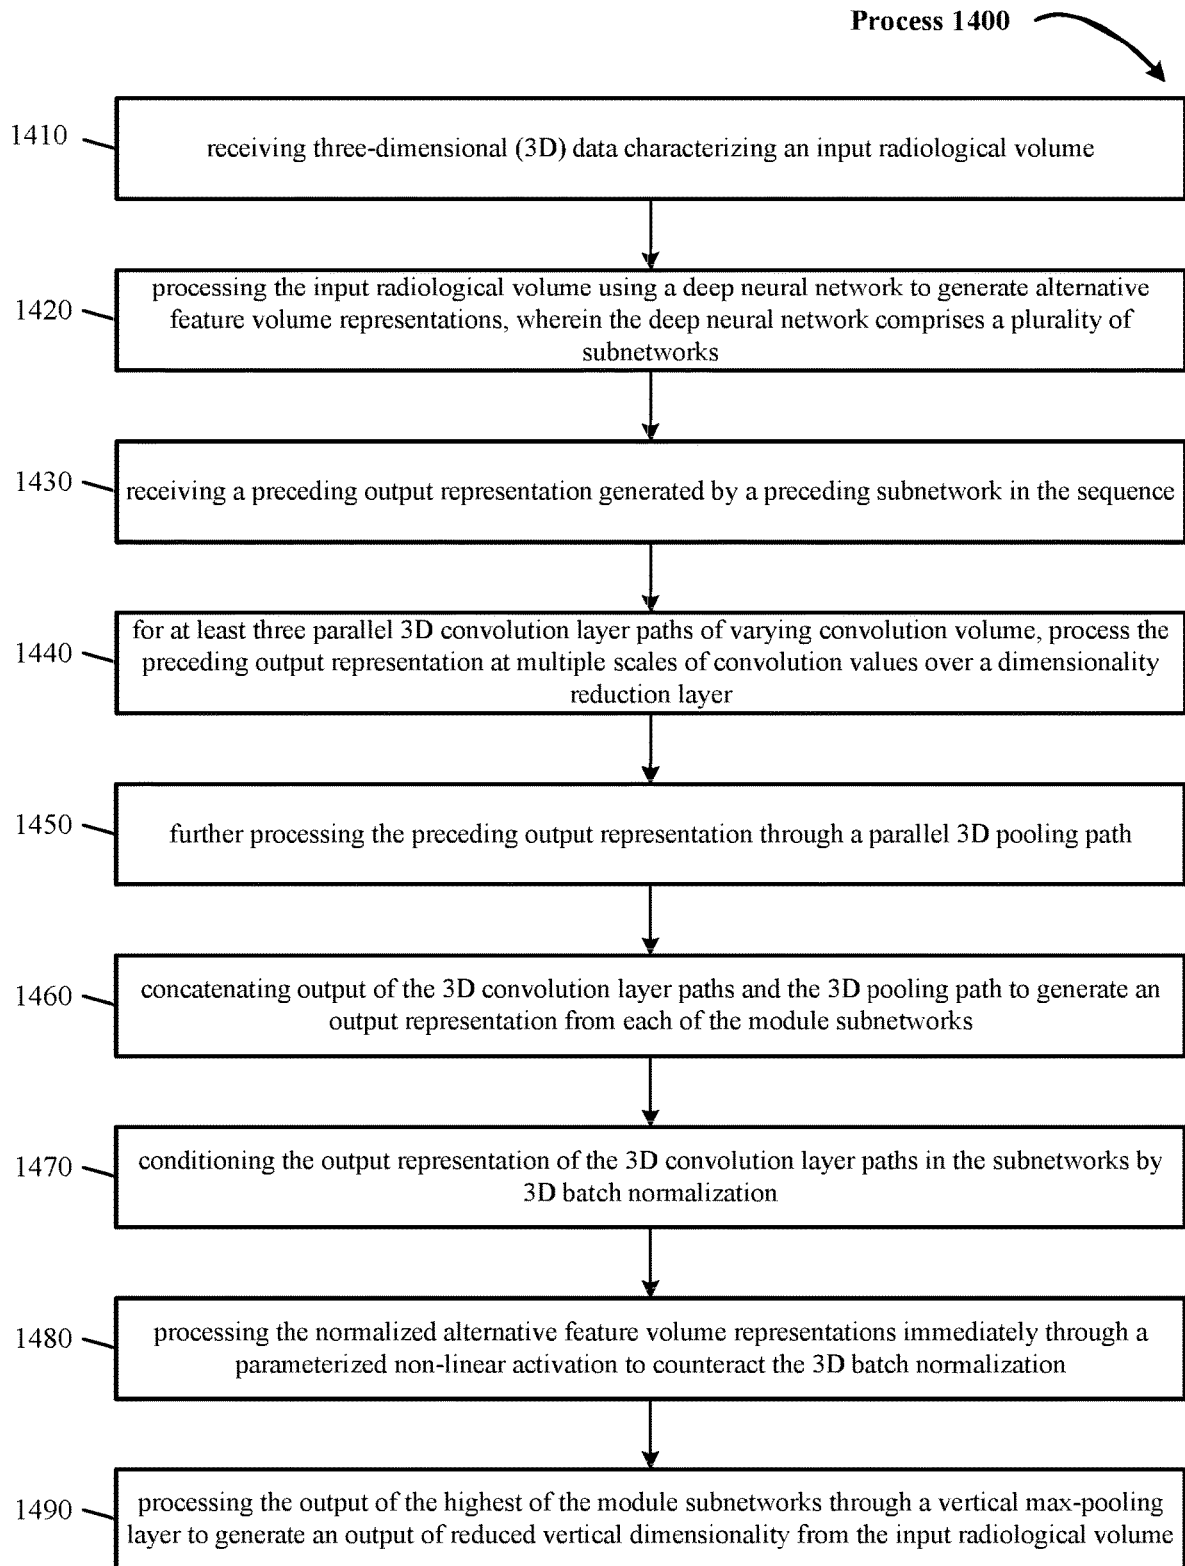 Process 1400
1410
receiving three-dimensional (3D) data characterizing an input radiological volume
1420
processing the input radiological volume using a deep neural network to generate alternative
feature volume representations, wherein the deep neural network comprises a plurality of
subnetworks
1430
receiving a preceding output representation generated by a preceding subnetwork in the sequence
1440
for at least three parallel 3D convolution layer paths of varying convolution volume, process the
preceding output representation at multiple scales of convolution values over a dimensionality
reduction layer
1450
further processing the preceding output representation through a parallel 3D pooling path
1460
concatenating output of the 3D convolution layer paths and the 3D pooling path to generate an
output representation from each of the module subnetworks
1470
conditioning the output representation of the 3D convolution layer paths in the subnetworks by
3D batch normalization
1480
processing the normalized alternative feature volume representations immediately through a
parameterized non-linear activation to counteract the 3D batch normalization
1490
processing the output of the highest of the module subnetworks through a vertical max-pooling
layer to generate an output of reduced vertical dimensionality from the input radiological volume